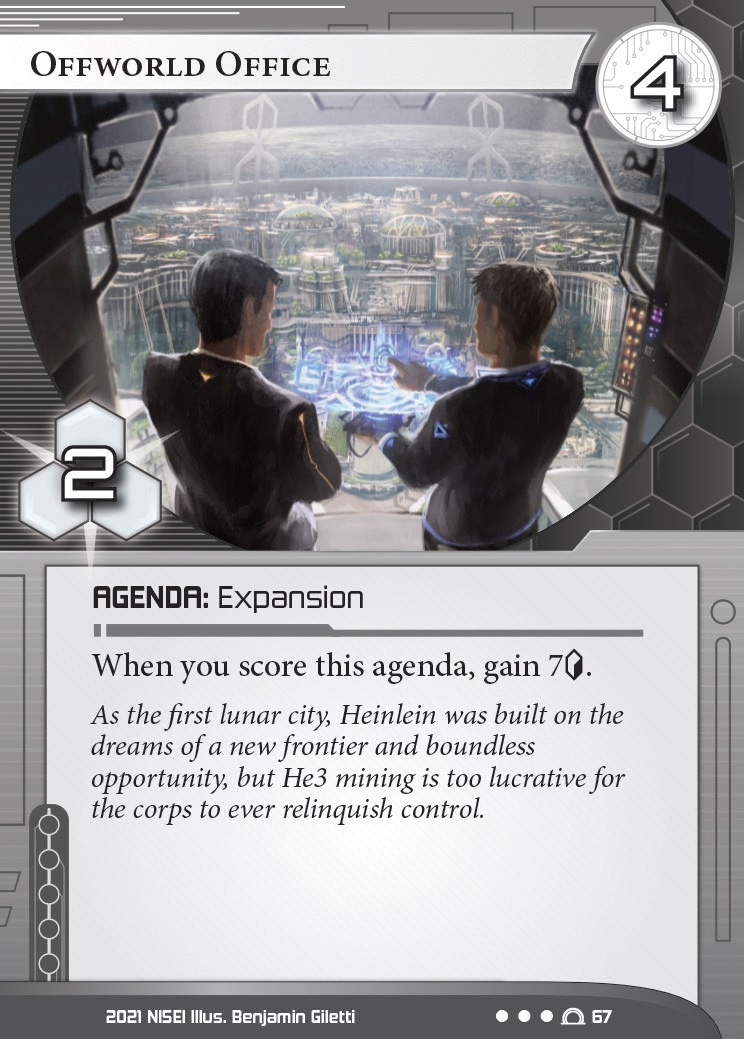 Offworld Office
4
2
AGENDA: Expansion
When you score this agenda, gain 7.
As the first lunar city, Heinlein was built on the
dreams of a new frontier and boundless
opportunity, but He3 mining is too lucrative for
the corps to ever relinquish control.
2021 NISEI Illus. Benjamin Giletti
67